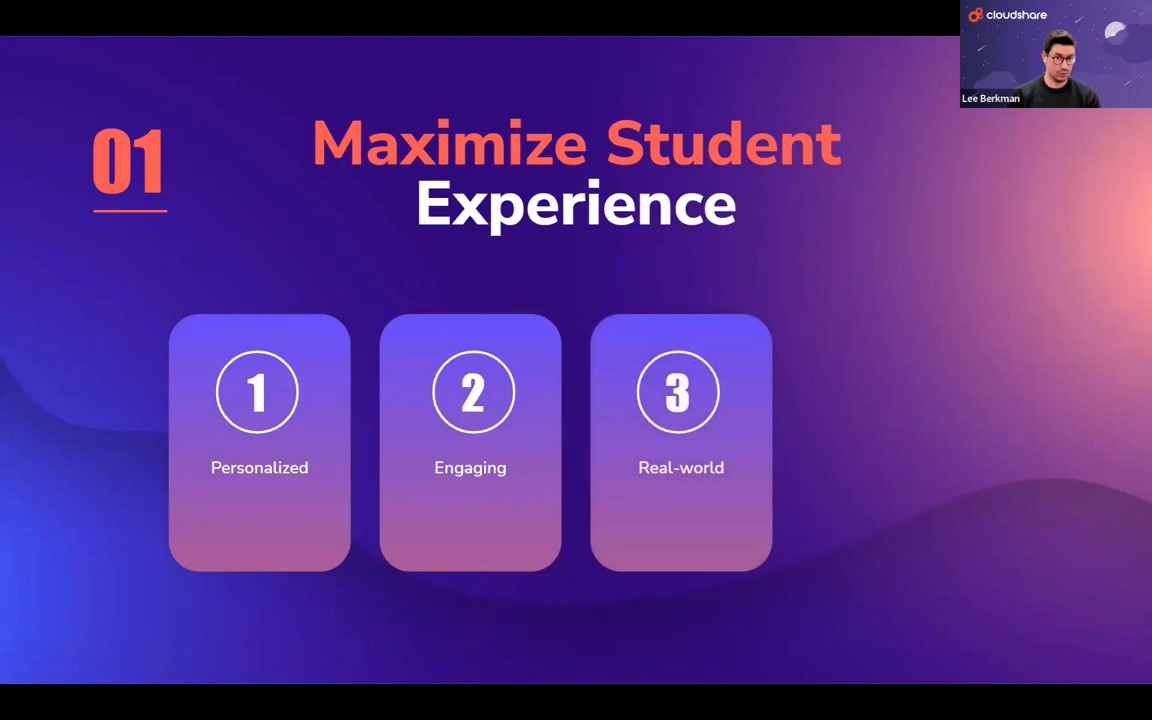 cloudshare
Lee Berkman
01
Maximize Student
Experience
1
2
3
Personalized
Engaging
Real-world